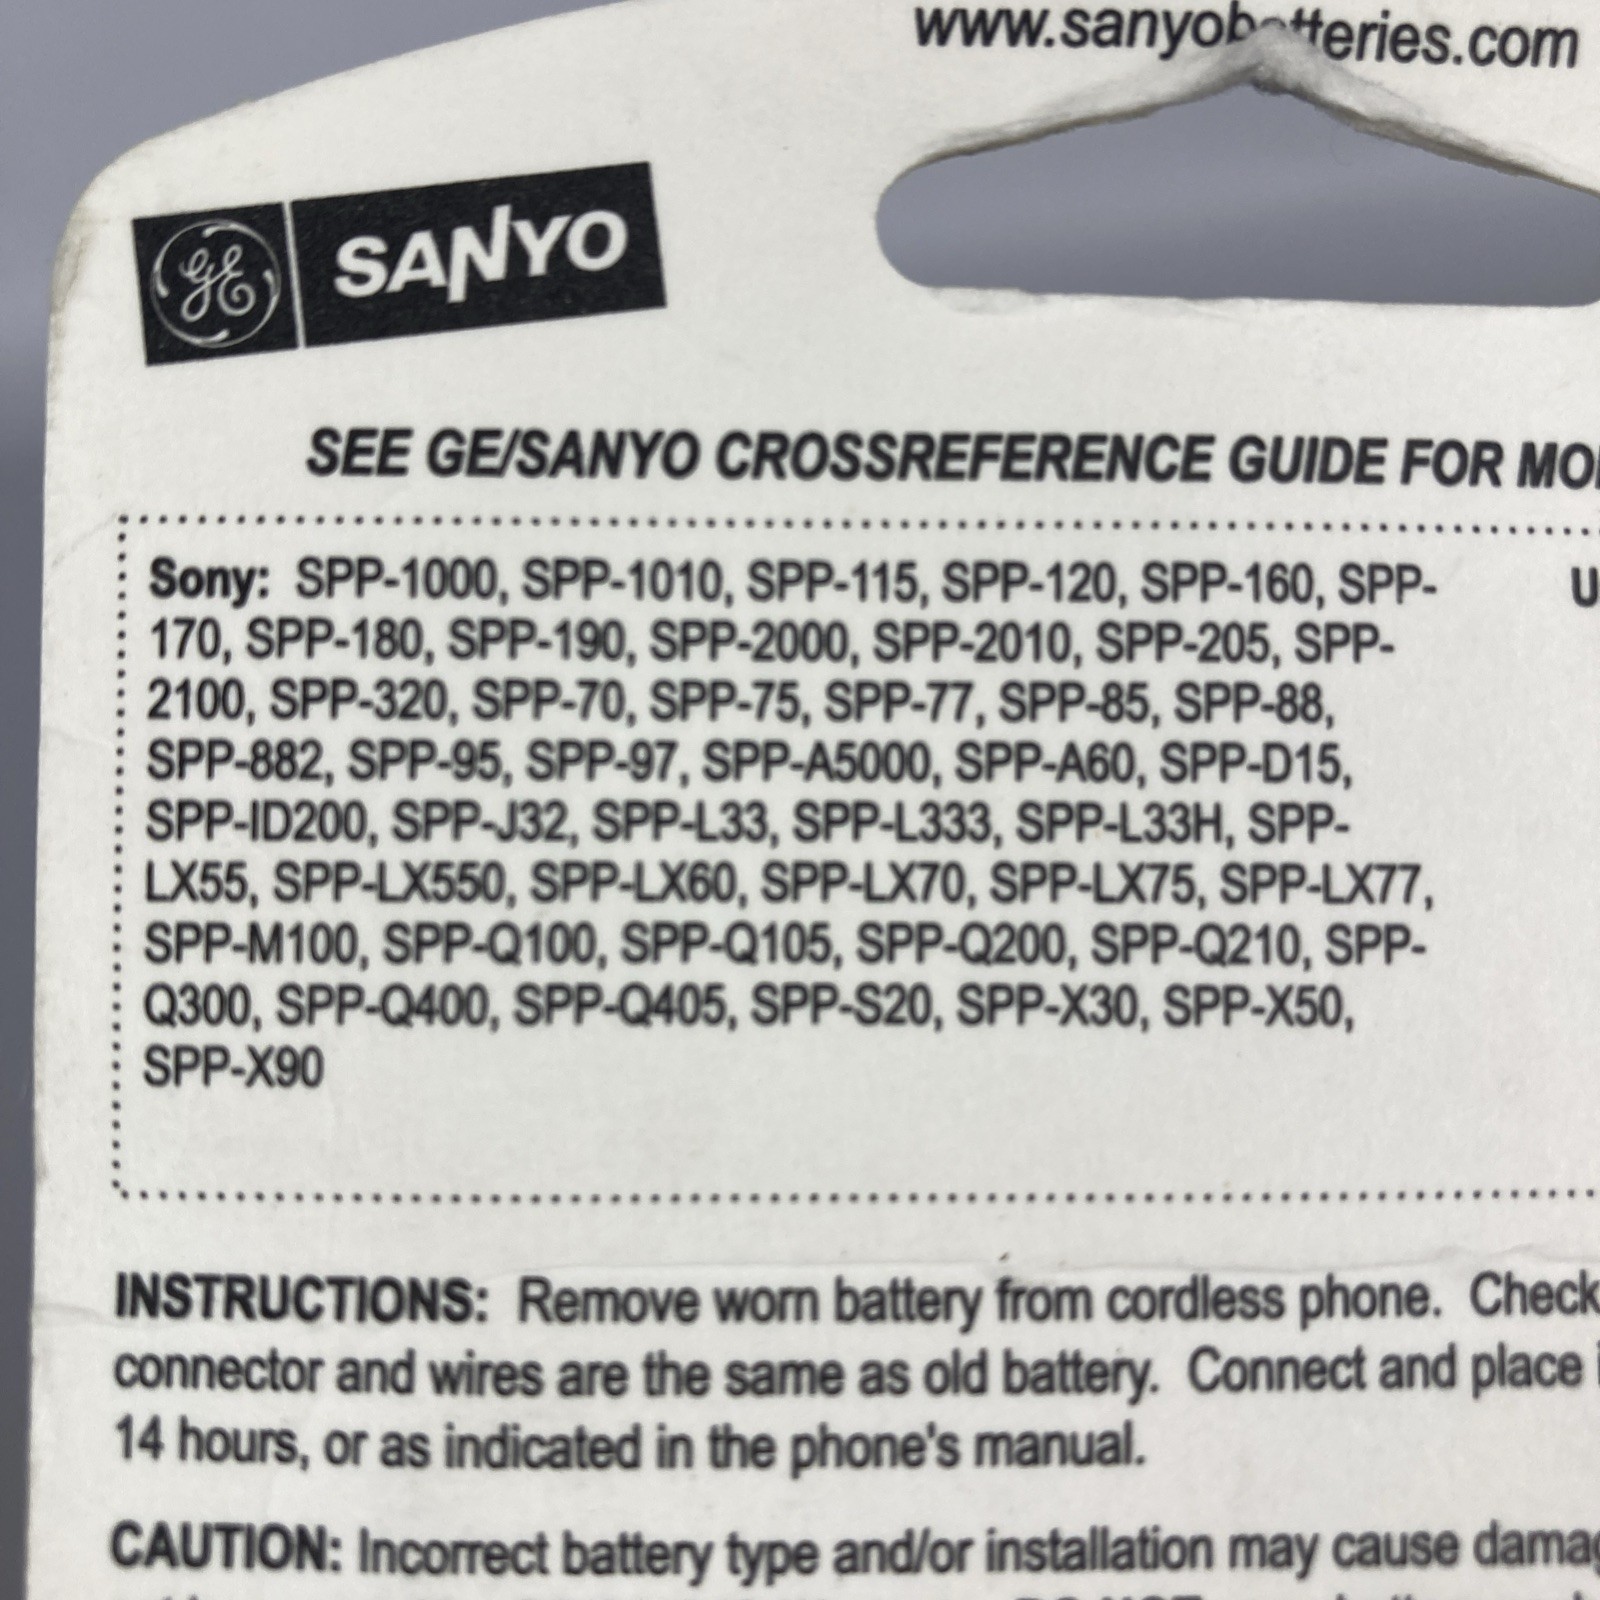 www.sanyobatteries.com
GE SANYO
SEE GE/SANYO CROSSREFERENCE GUIDE FOR
Sony: SPP-1000, SPP-1010, SPP-115, SPP-120, SPP-160, SPP-
170, SPP-180, SPP-190, SPP-2000, SPP-2010, SPP-205, SPP-
2100, SPP-320, SPP-70, SPP-75, SPP-77, SPP-85, SPP-88,
SPP-882, SPP-95, SPP-97, SPP-A5000, SPP-A60, SPP-D15,
SPP-ID200, SPP-J32, SPP-L33, SPP-L333, SPP-L33H, SPP-
LX55, SPP-LX550, SPP-LX60, SPP-LX70, SPP-LX75, SPP-LX77,
SPP-M100, SPP-Q100, SPP-Q105, SPP-Q200, SPP-Q210, SPP-
Q300, SPP-Q400, SPP-Q405, SPP-S20, SPP-X30, SPP-X50,
SPP-X90
INSTRUCTIONS: Remove worn battery from cordless phone. Check
connector and wires are the same as old battery. Connect and place
14 hours, or as indicated in the phone's manual.
CAUTION: Incorrect battery type and/or installation may cause